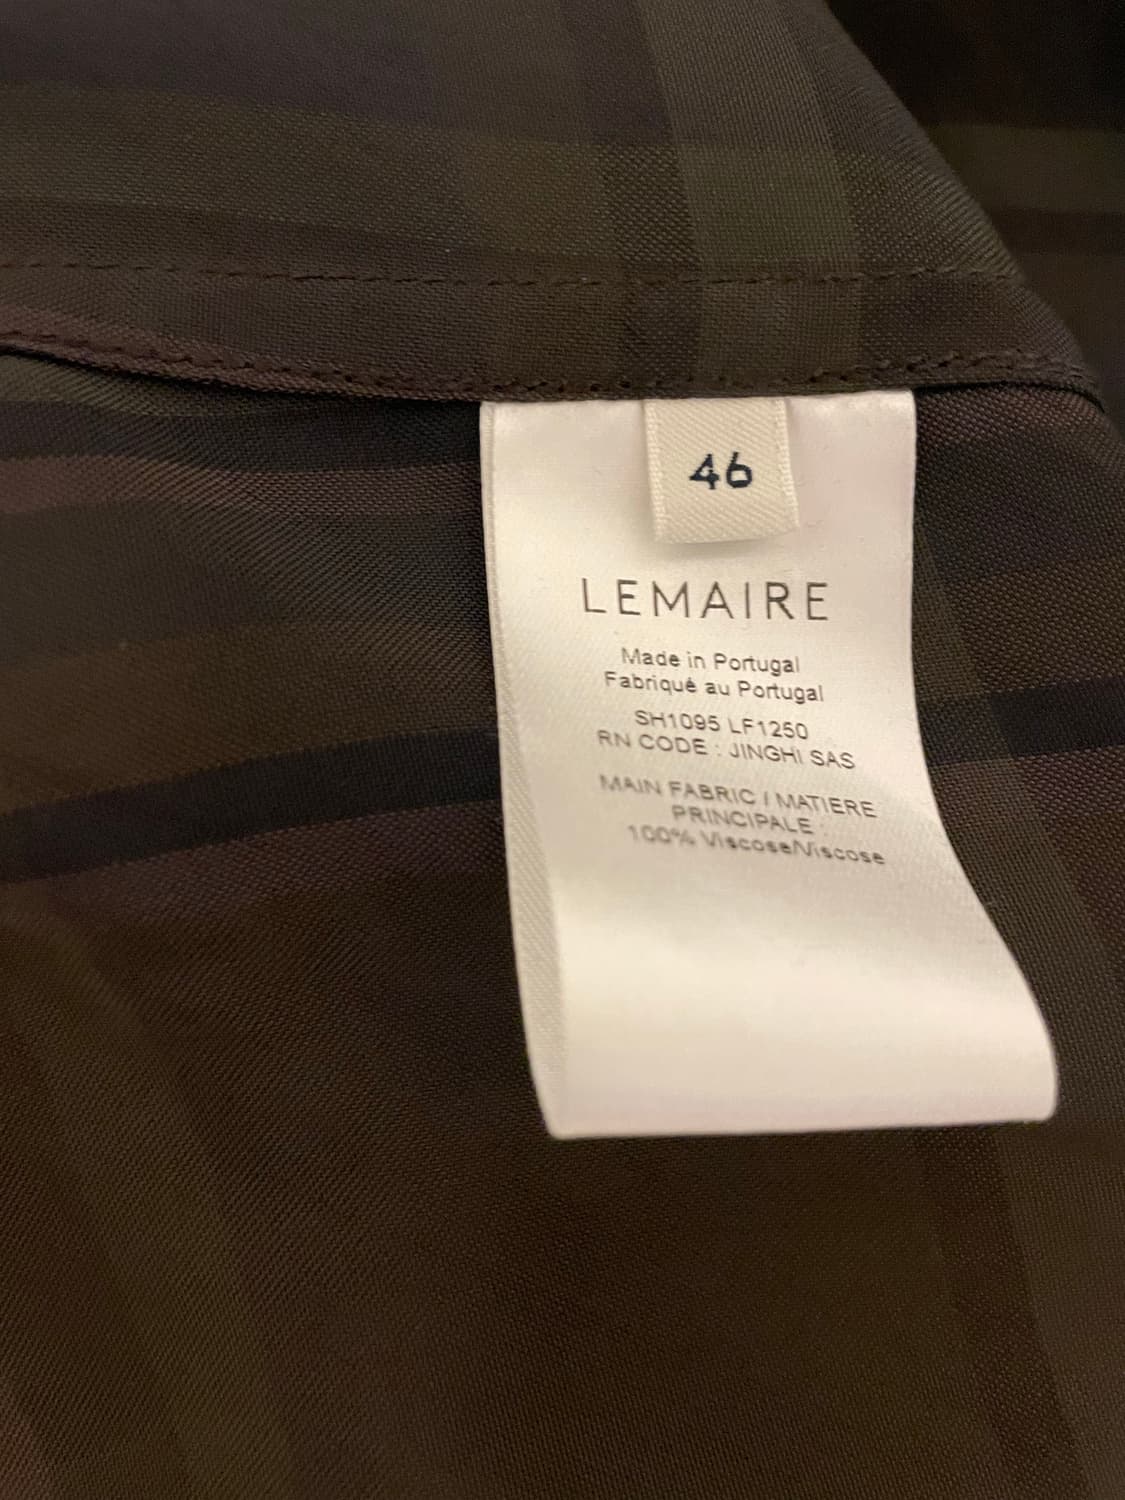 46
LEMAIRE
Made in Portugal
Fabriqué au Portugal
SH1095 LF1250
RN CODE : JINGHI SAS
MAIN FABRIC / MATIERE
PRINCIPALE :
100% Viscose/Viscose